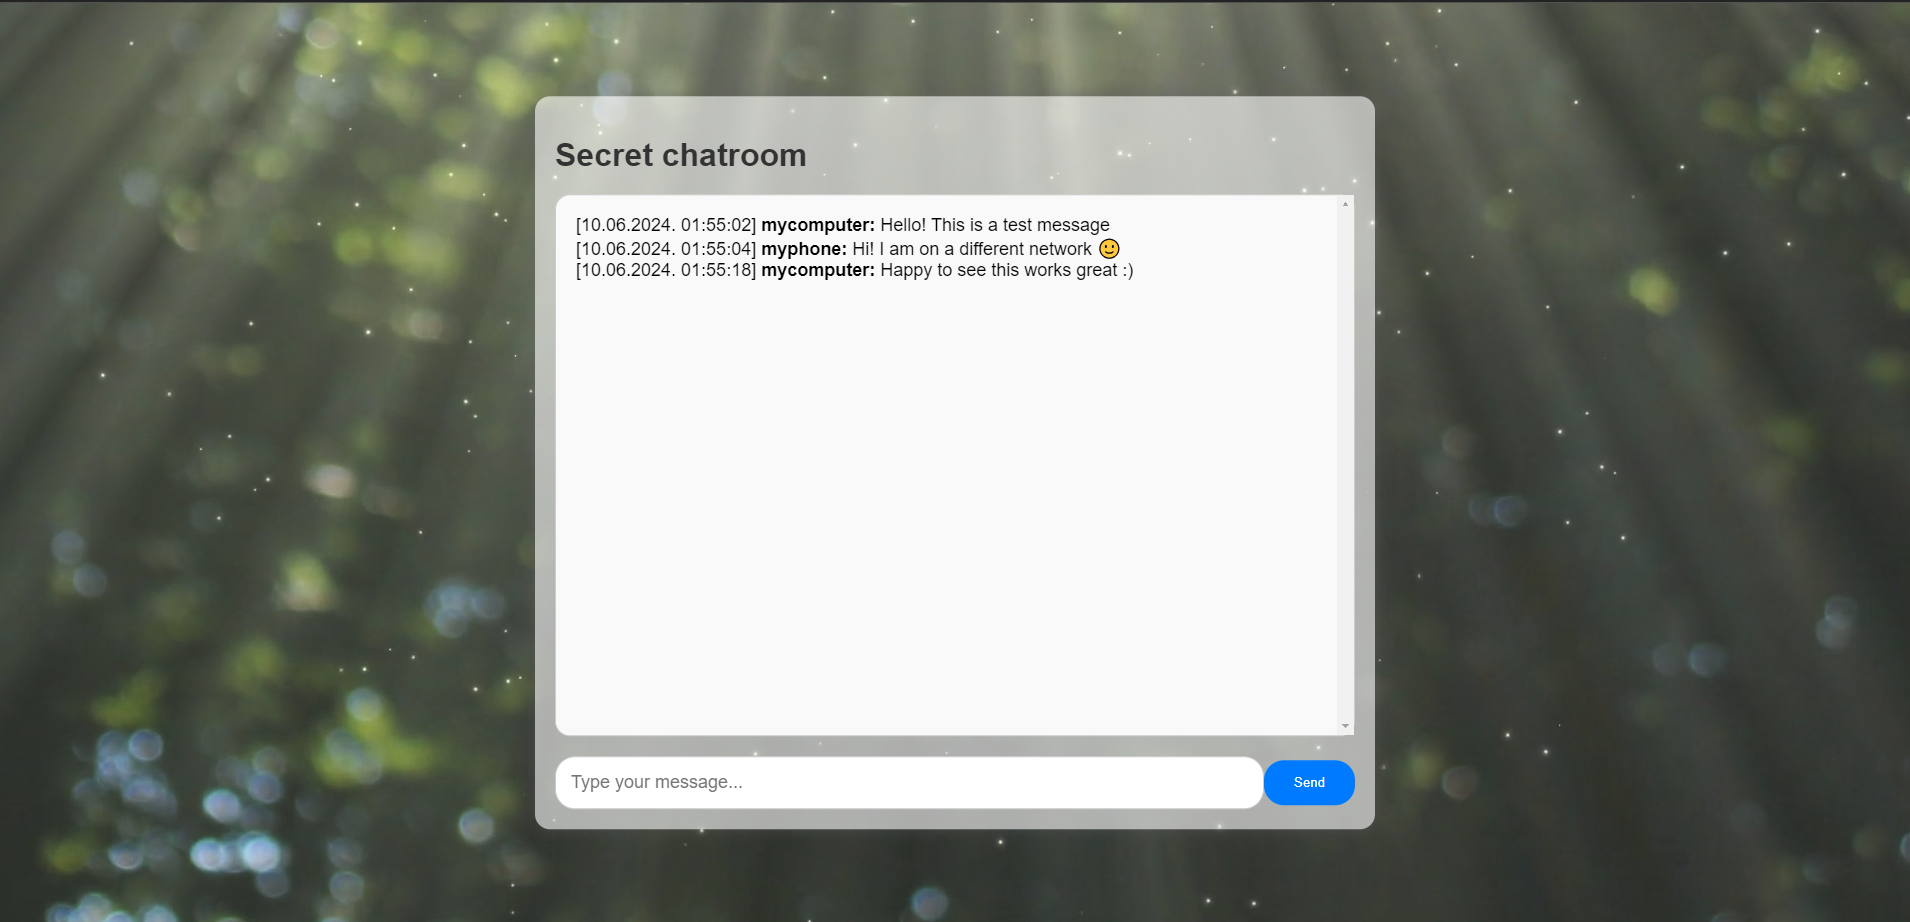 Secret chatroom
[10.06.2024. 01:55:02] mycomputer: Hello! This is a test message
[10.06.2024. 01:55:04] myphone: Hi! I am on a different network 🙂
[10.06.2024. 01:55:18] mycomputer: Happy to see this works great :)
Type your message...
Send